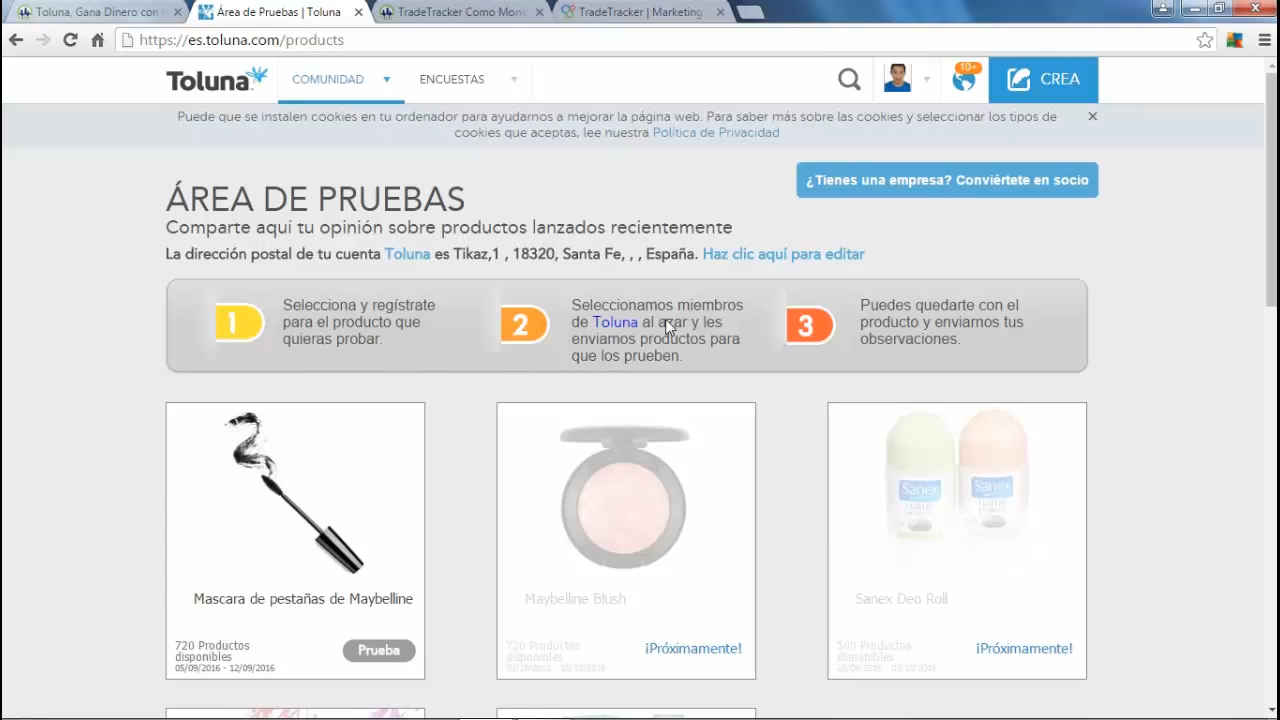 Toluna, Gana Dinero con
Área de Pruebas | Toluna
TradeTracker Como Mone
TradeTracker | Marketing
https://es.toluna.com/products
Toluna
COMUNIDAD
ENCUESTAS
10+
CREA
Puede que se instalen cookies en tu ordenador para ayudarnos a mejorar la página web. Para saber más sobre las cookies y seleccionar los tipos de
cookies que aceptas, lee nuestra Política de Privacidad
¿Tienes una empresa? Conviértete en socio
ÁREA DE PRUEBAS
Comparte aquí tu opinión sobre productos lanzados recientemente
La dirección postal de tu cuenta Toluna es Tikaz,1 , 18320, Santa Fe, , , España. Haz clic aquí para editar
1
Selecciona y regístrate
para el producto que
quieras probar.
2
Seleccionamos miembros
de Toluna al azar y les
enviamos productos para
que los prueben.
3
Puedes quedarte con el
producto y enviarnos tus
observaciones.
Mascara de pestañas de Maybelline
720 Productos
disponibles
05/09/2016 - 12/09/2016
Prueba
Maybelline Blush
720 Productos
disponibles
¡Próximamente!
Sanex
Sanex
Sanex Deo Roll
500 Productos
disponibles
¡Próximamente!